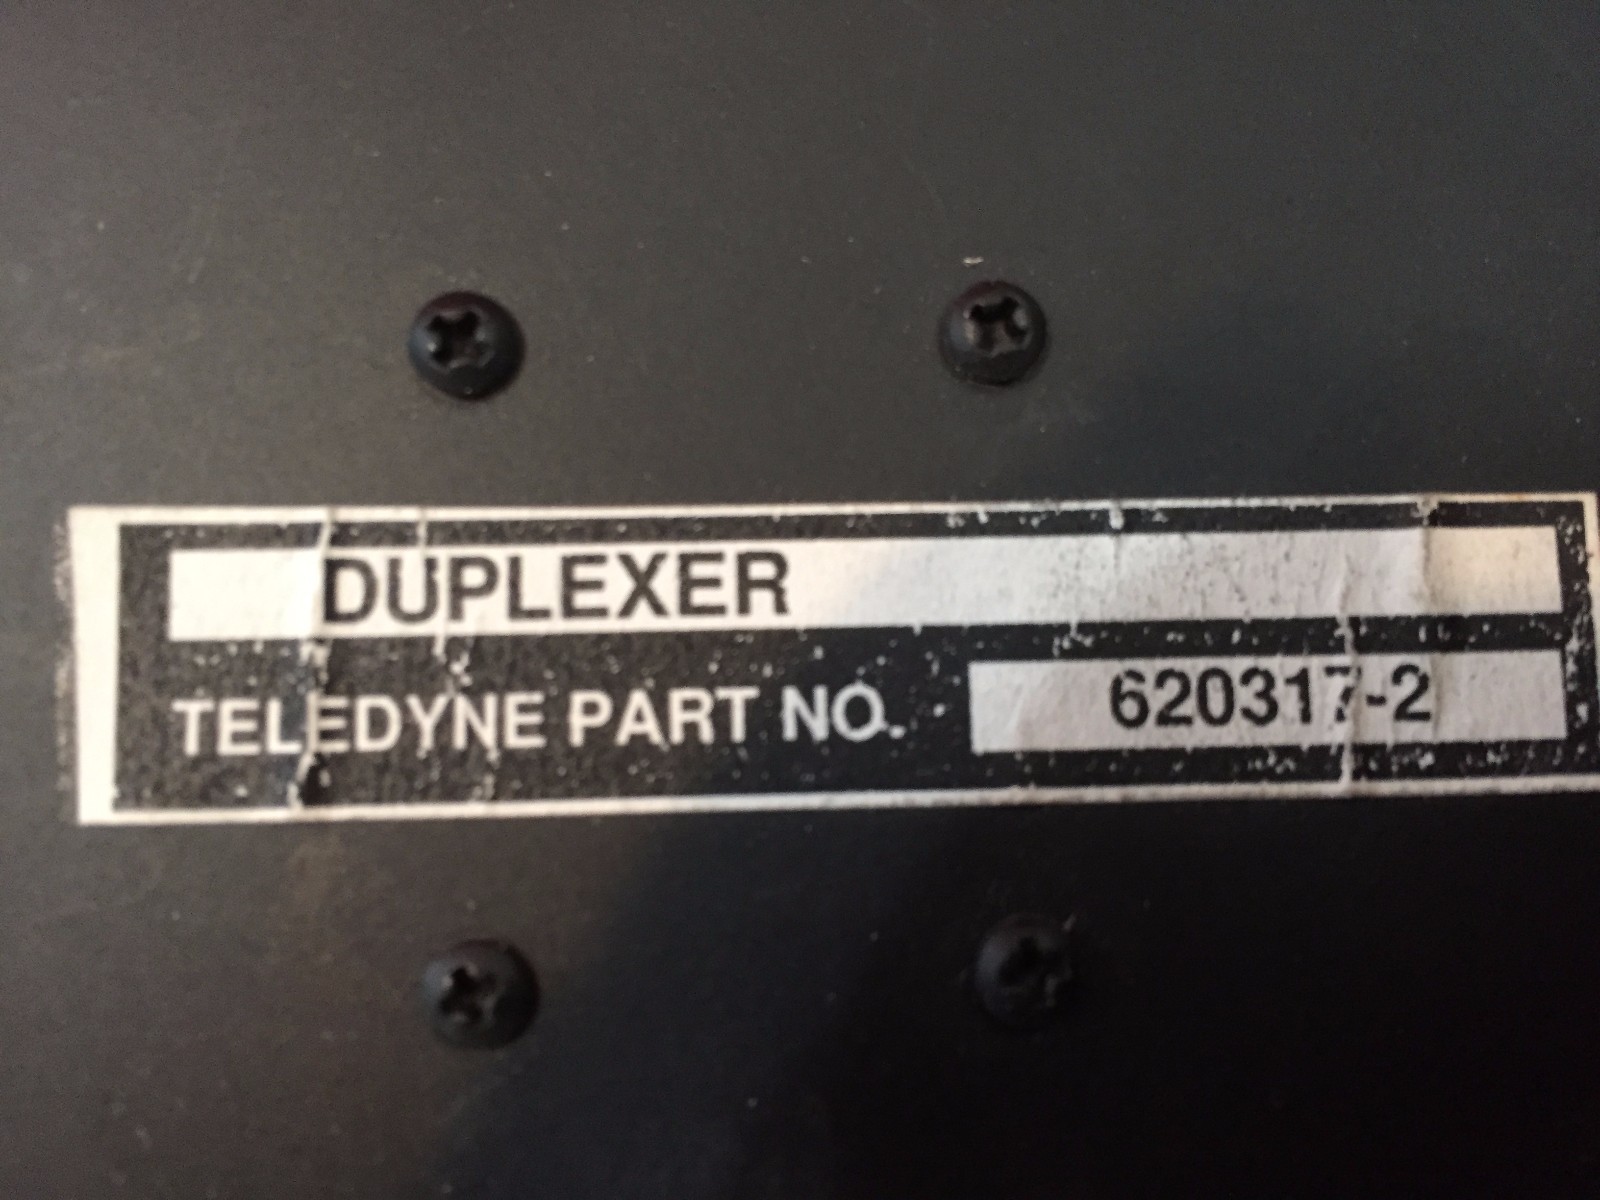 DUPLEXER
TELEDYNE PART NO. 620317-2